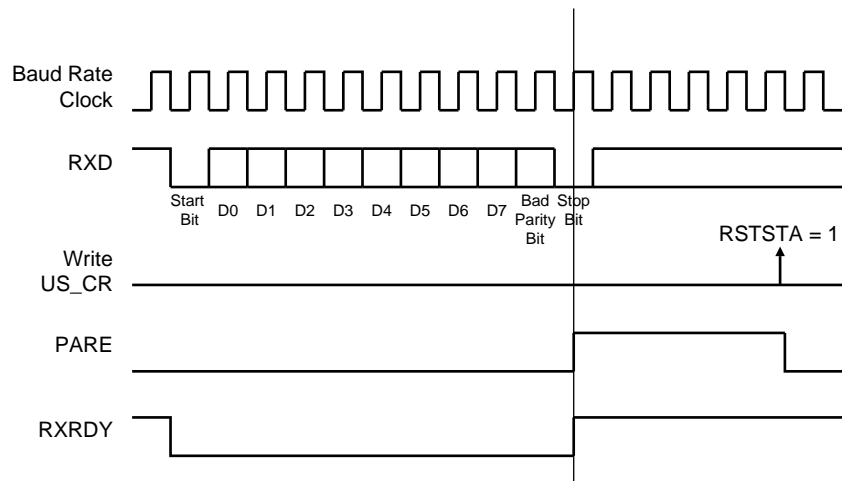 Baud Rate
Clock
RXD
Start
Bit
D0 D1 D2 D3 D4 D5 D6 D7
Bad
Parity
Bit
Stop
Bit
RSTSTA = 1
Write
US_CR
PARE
RXRDY